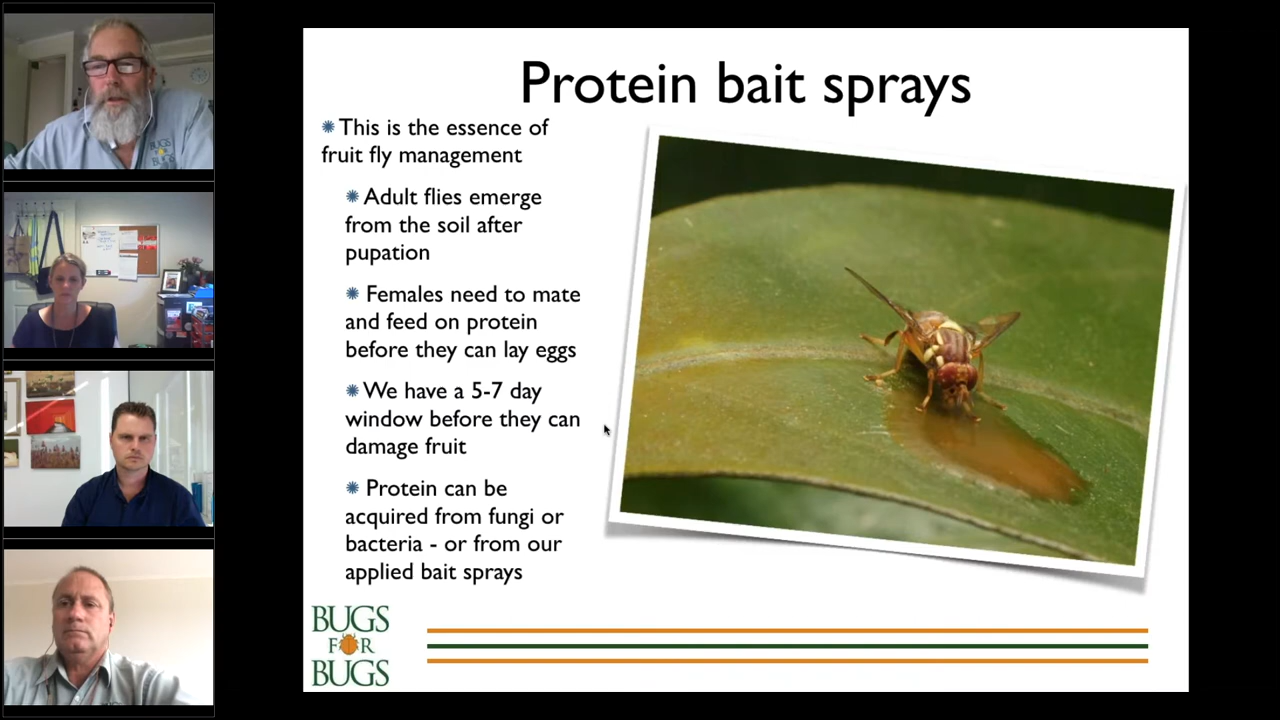 Protein bait sprays
This is the essence of
fruit fly management
Adult flies emerge
from the soil after
pupation
Females need to mate
and feed on protein
before they can lay eggs
We have a 5-7 day
window before they can
damage fruit
Protein can be
acquired from fungi or
bacteria - or from our
applied bait sprays
BUGS
FOR
BUGS
BUGS
BUGS